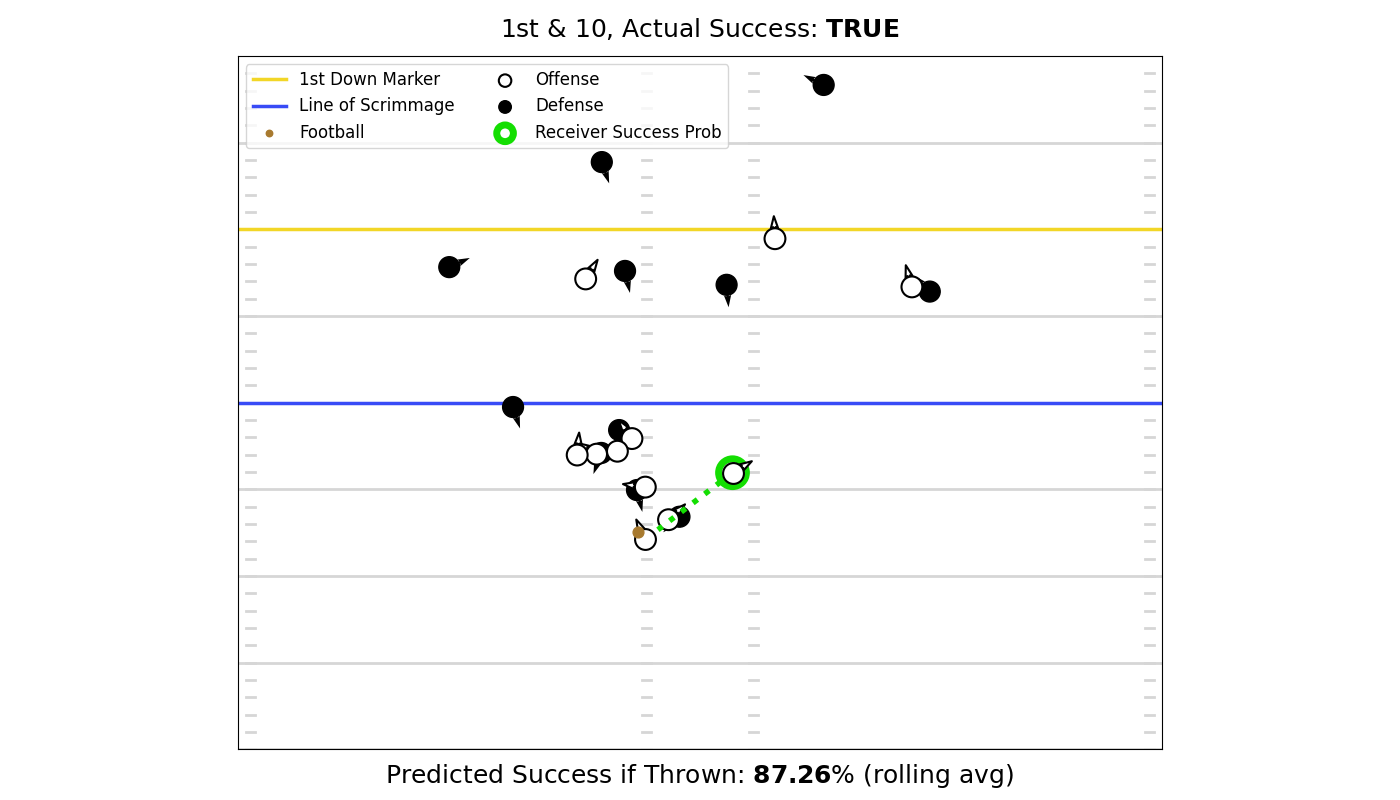 1st & 10, Actual Success: TRUE
1st Down Marker
Line of Scrimmage
Football
Offense
Defense
Receiver Success Prob
Predicted Success if Thrown: 87.26% (rolling avg)